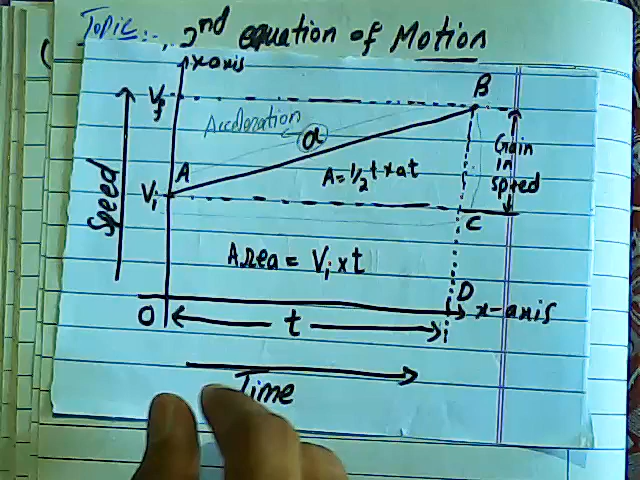 Topic:-, 2nd equation of Motion
x-axis
Vf
B
Acceleration
a
Gain in speed
A
A=1/2t×at
Vi
C
Speed
Area = Vi×t
D
O
t
i
x-axis
Time